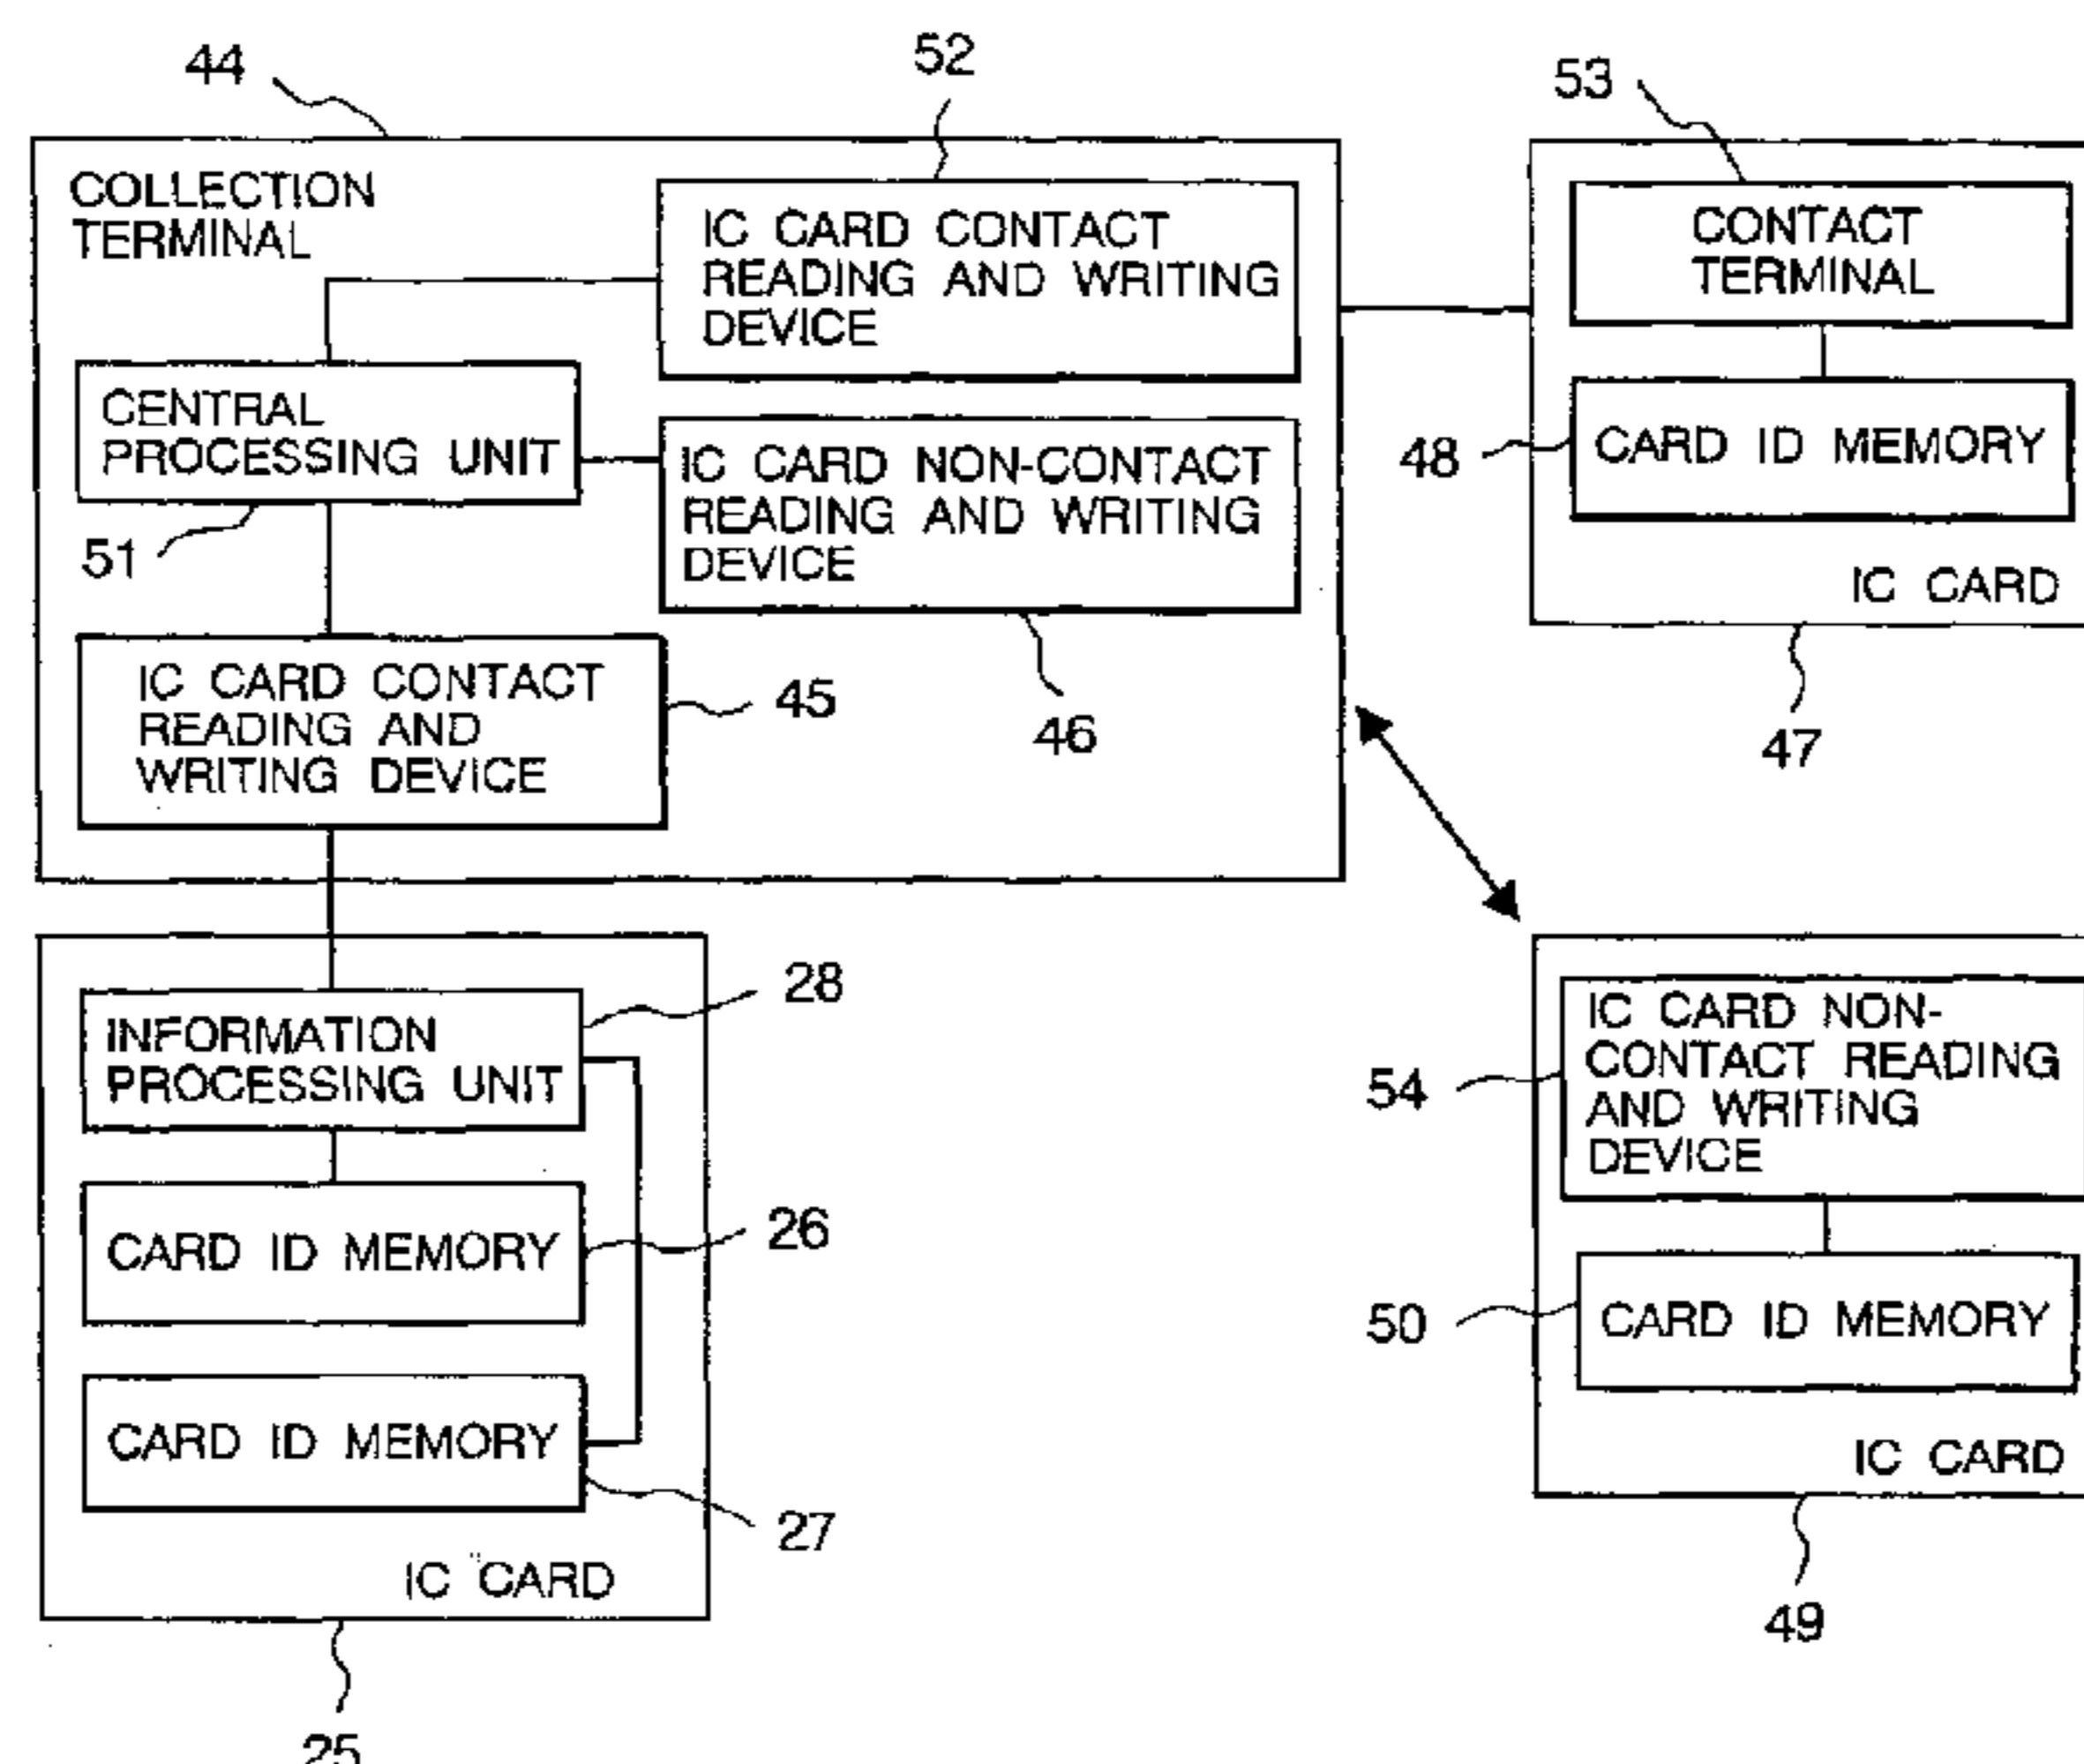 44
52
53
COLLECTION
TERMINAL
IC CARD CONTACT
READING AND WRITING
DEVICE
CONTACT
TERMINAL
CENTRAL
PROCESSING UNIT
51
IC CARD NON-CONTACT
READING AND WRITING
DEVICE
46
48
CARD ID MEMORY
IC CARD
47
IC CARD CONTACT
READING AND
WRITING DEVICE
45
INFORMATION
PROCESSING UNIT
28
CARD ID MEMORY
26
CARD ID MEMORY
27
IC CARD
25
54
IC CARD NON-
CONTACT READING
AND WRITING
DEVICE
50
CARD ID MEMORY
IC CARD
49